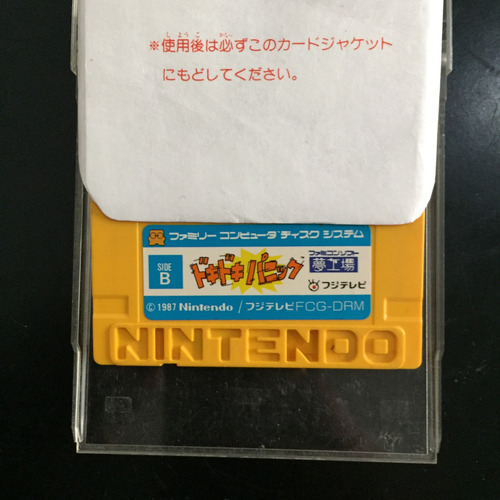 ※使用後は必ずこのカードジャケット
にもどしてください。
ファミリー コンピュータ ディスク システム
SIDE
B
ドキドキパニック
ファミコンソフト
夢工場
フジテレビ
© 1987 Nintendo / フジテレビ FCG-DRM
NINTENDO